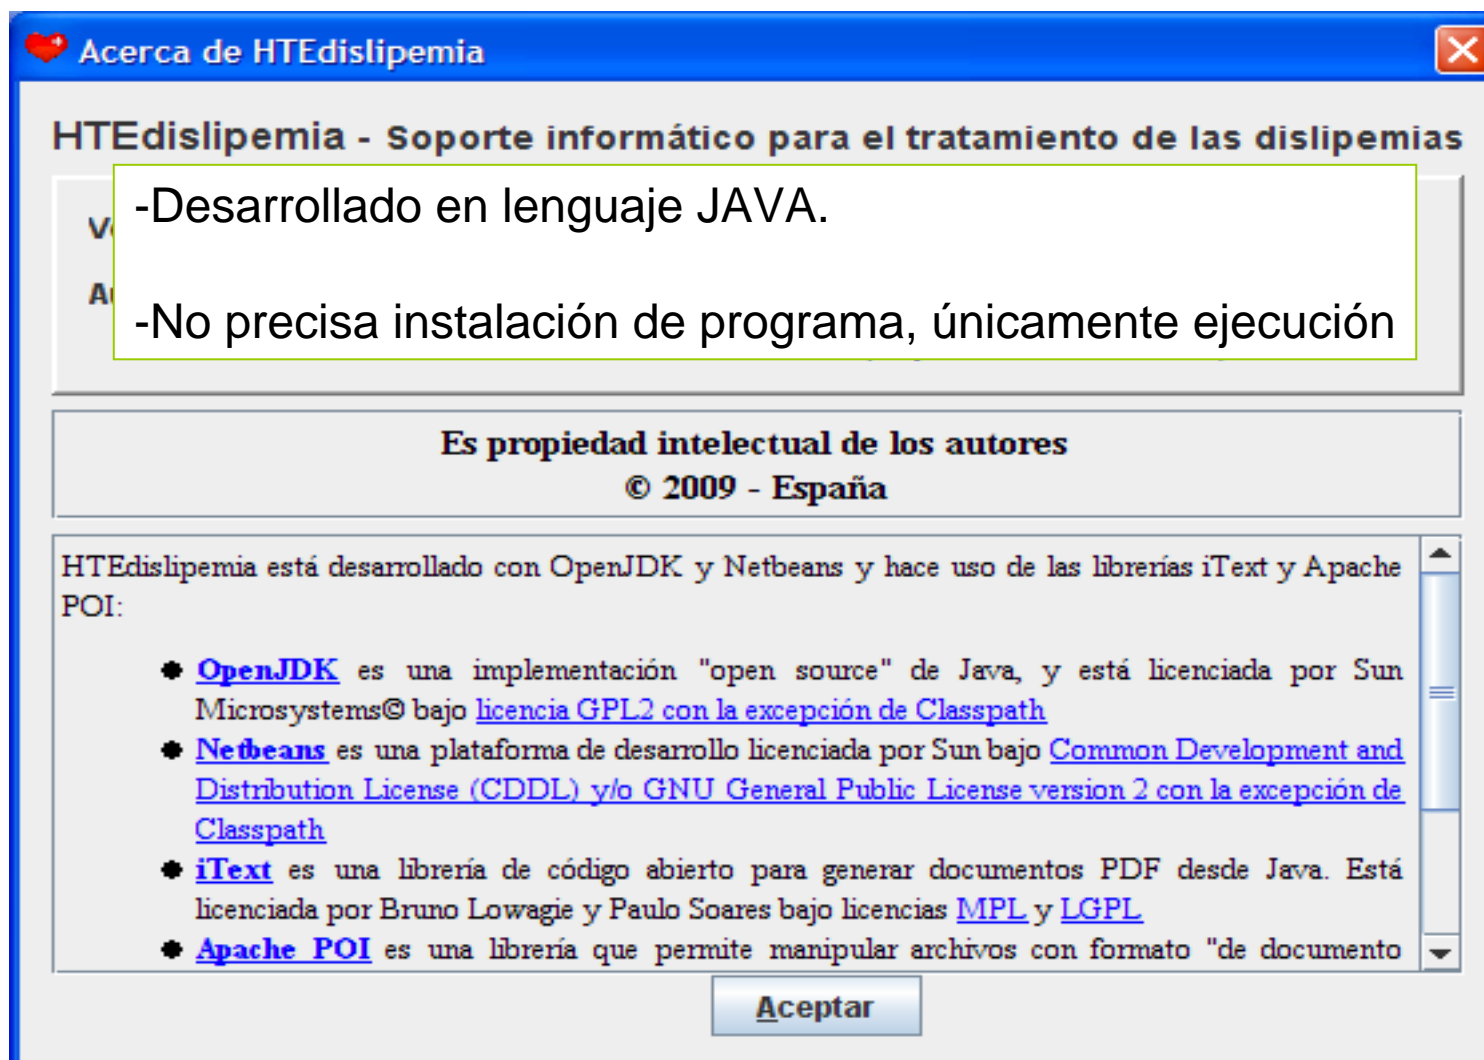 Acerca de HTEdislipemia
HTEdislipemia - Soporte informático para el tratamiento de las dislipemias
-Desarrollado en lenguaje JAVA.
-No precisa instalación de programa, únicamente ejecución
Es propiedad intelectual de los autores
© 2009 - España
HTEdislipemia está desarrollado con OpenJDK y Netbeans y hace uso de las librerías iText y Apache
POI:
OpenJDK es una implementación "open source" de Java, y está licenciada por Sun
Microsystems© bajo licencia GPL2 con la excepción de Classpath
Netbeans es una plataforma de desarrollo licenciada por Sun bajo Common Development and
Distribution License (CDDL) y/o GNU General Public License version 2 con la excepción de
Classpath
iText es una librería de código abierto para generar documentos PDF desde Java. Está
licenciada por Bruno Lowagie y Paulo Soares bajo licencias MPL y LGPL
Apache POI es una librería que permite manipular archivos con formato "de documento
Aceptar